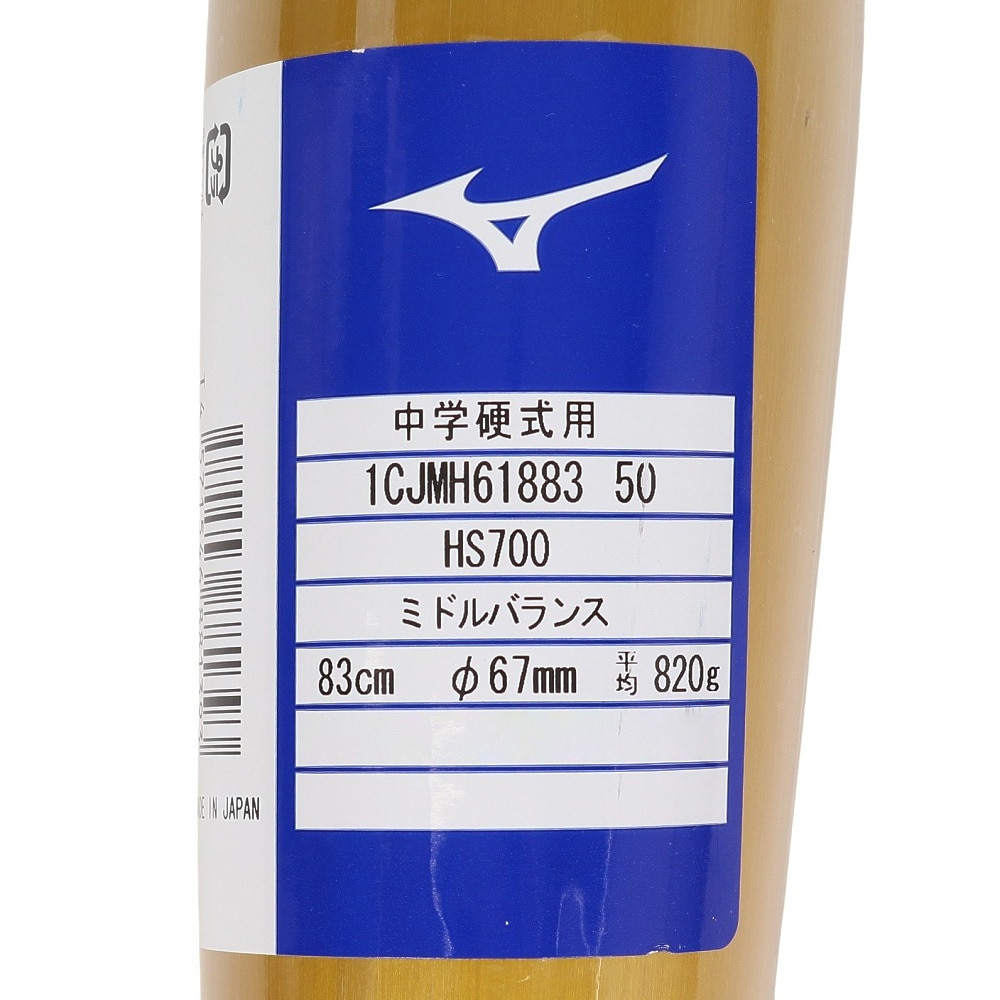 中学硬式用
1CJMH61883 50
HS700
ミドルバランス
83cm φ67mm 平均 820g
IN JAPAN